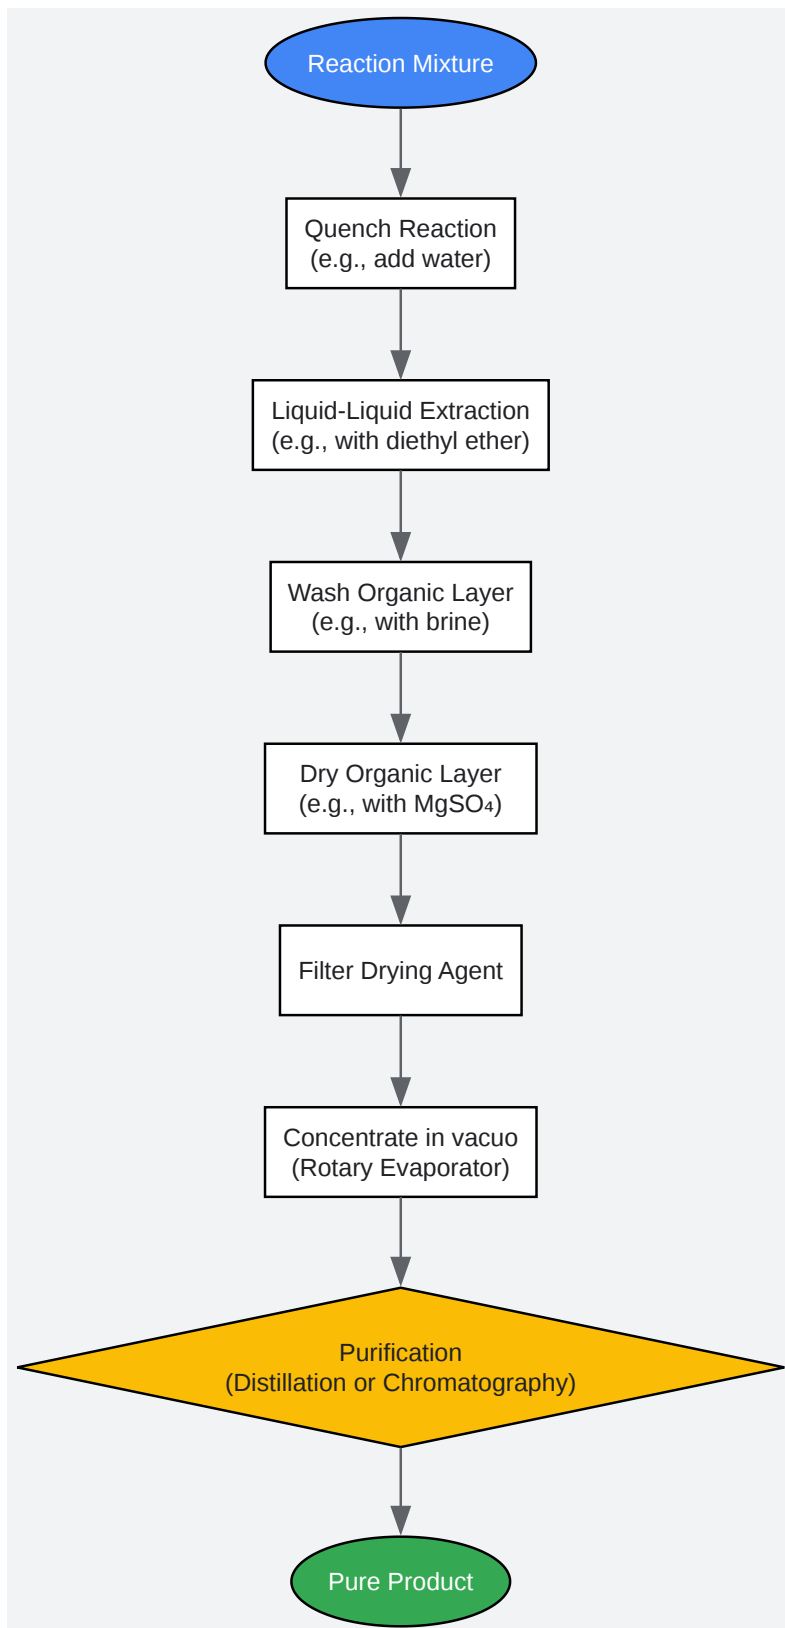 Reaction Mixture
Quench Reaction
(e.g., add water)
Liquid-Liquid Extraction
(e.g., with diethyl ether)
Wash Organic Layer
(e.g., with brine)
Dry Organic Layer
(e.g., with MgSO₄)
Filter Drying Agent
Concentrate in vacuo
(Rotary Evaporator)
Purification
(Distillation or Chromatography)
Pure Product